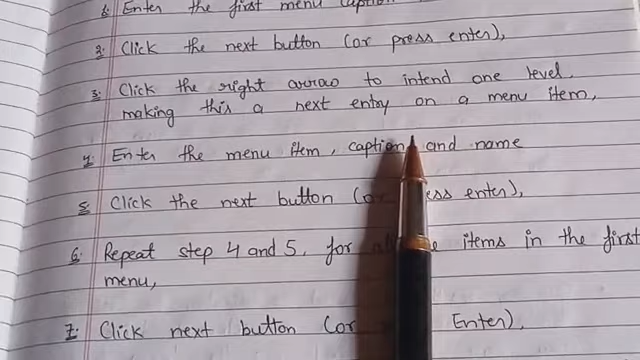 1. Enter the first menu caption
2. Click the next button (or press enter),
3. Click the right arrow to intend one level.
making this a next entry on a menu item,
4. Enter the menu item, caption and name
5. Click the next button (or ess enter),
6. Repeat step 4 and 5, for items in the first
menu,
7. Click next button (or Enter).